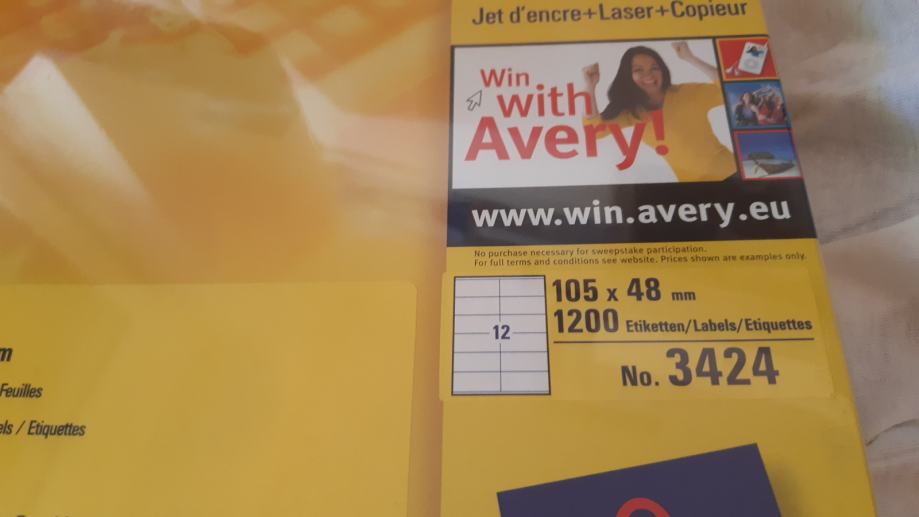 Jet d'encre+Laser+Copieur
Win
with
Avery!
www.win.avery.eu
No purchase necessary for sweepstake participation.
For full terms and conditions see website. Prices shown are examples only.
12
105 x 48 mm
1200 Etiketten/Labels/Etiquettes
No. 3424
Feuilles
/ Etiquettes